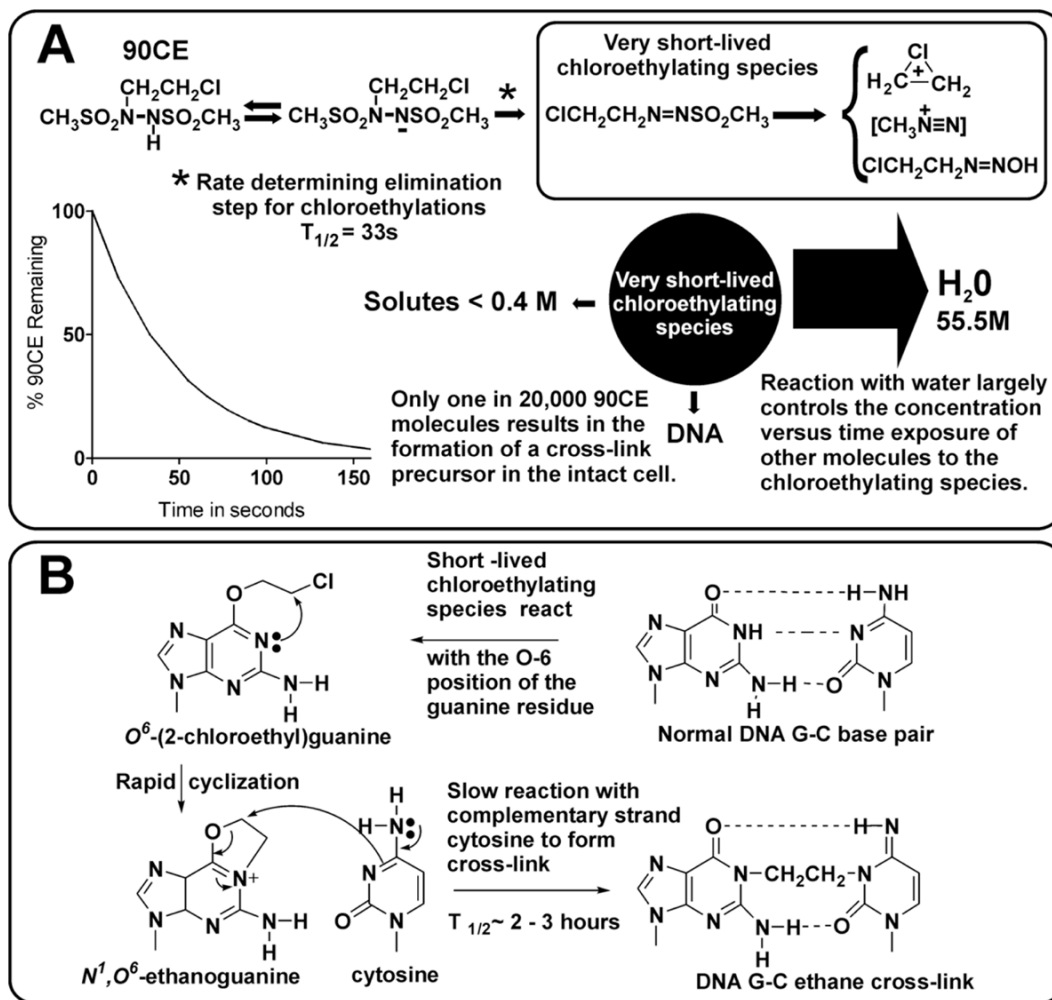 A
90CE
CH₂CH₂Cl
CH₃SO₂N–NSO₂CH₃
H
CH₂CH₂Cl
CH₃SO₂N–NSO₂CH₃
-
*
Very short-lived
chloroethylating species
ClCH₂CH₂N=NSO₂CH₃
Cl
+
H₂C CH₂
+
[CH₃N≡N]
ClCH₂CH₂N=NOH
* Rate determining elimination
step for chloroethylations
T1/2 = 33s
% 90CE Remaining
100
50
0
0 50 100 150
Time in seconds
Solutes < 0.4 M
Very short-lived
chloroethylating
species
H₂0
55.5M
Only one in 20,000 90CE
molecules results in the
formation of a cross-link
precursor in the intact cell.
DNA
Reaction with water largely
controls the concentration
versus time exposure of
other molecules to the
chloroethylating species.
B
O
Cl
N
N
N
N
N–H
H
O⁶-(2-chloroethyl)guanine
Short -lived
chloroethylating
species react
with the O-6
position of the
guanine residue
O
H–NH
N
NH
N
N
N
N–H
H
O
N
Normal DNA G-C base pair
Rapid cyclization
O
N
N+
N
N
N–H
H
N¹,O⁶-ethanoguanine
H
H–N
N
O
N
cytosine
Slow reaction with
complementary strand
cytosine to form
cross-link
T 1/2~ 2 - 3 hours
O
H–N
N
N–CH₂CH₂–N
N
N
N–H
H
O
N
DNA G-C ethane cross-link